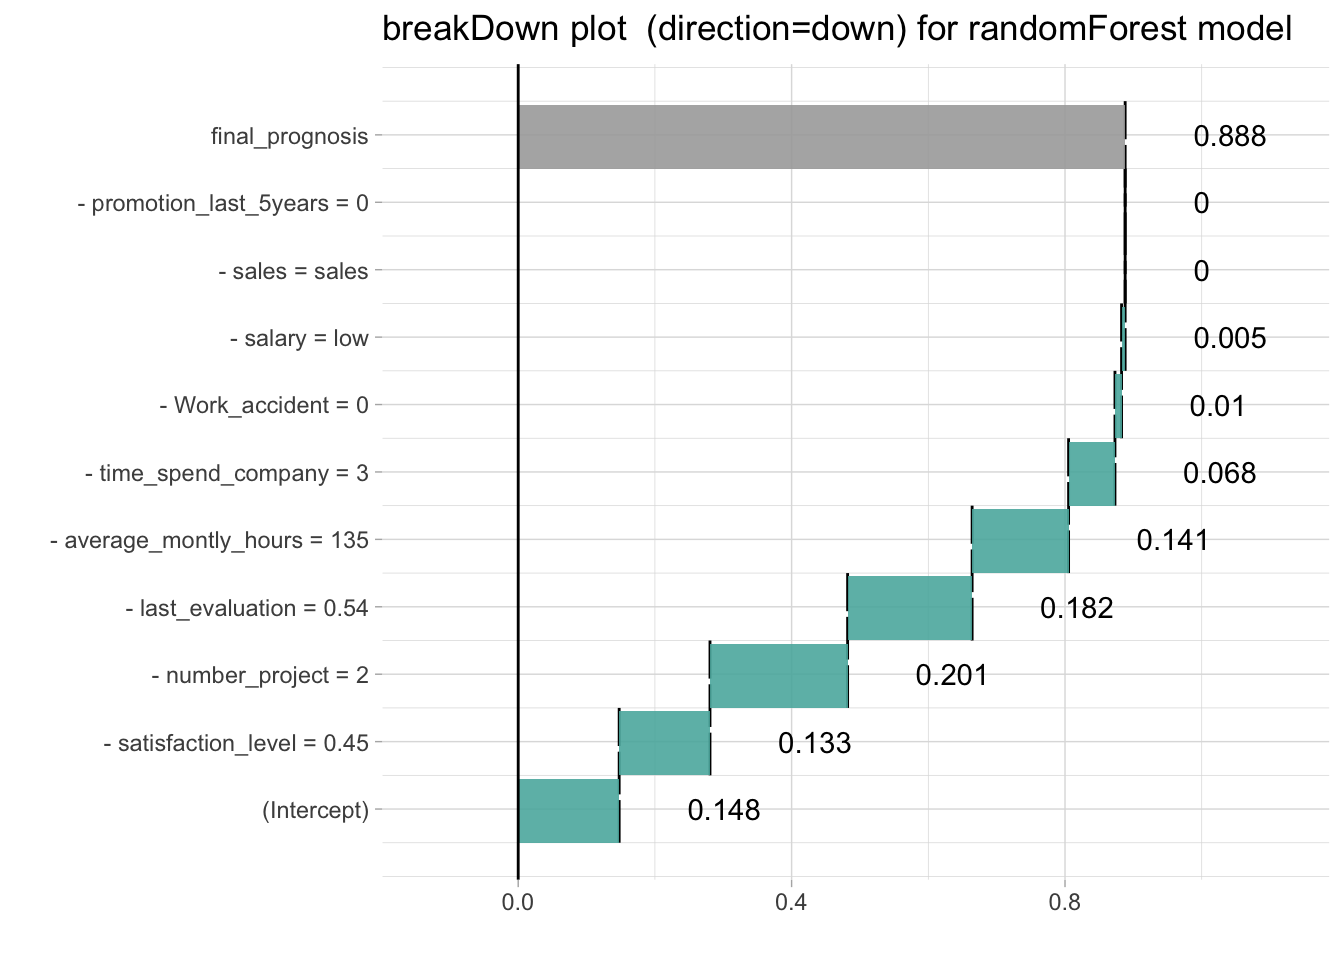 breakDown plot  (direction=down) for randomForest model
final_prognosis 0.888
- promotion_last_5years = 0 0
- sales = sales 0
- salary = low 0.005
- Work_accident = 0 0.01
- time_spend_company = 3 0.068
- average_montly_hours = 135 0.141
- last_evaluation = 0.54 0.182
- number_project = 2 0.201
- satisfaction_level = 0.45 0.133
(Intercept) 0.148
0.0 0.4 0.8